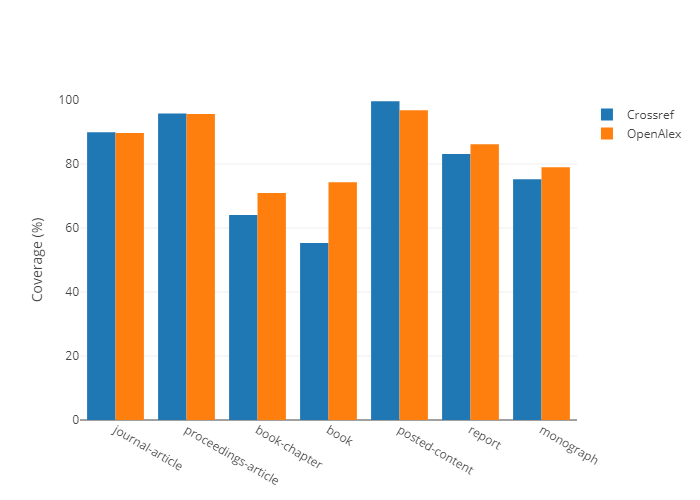 100
80
60
40
20
0
Coverage (%)
journal-article
proceedings-article
book-chapter
book
posted-content
report
monograph
Crossref
OpenAlex